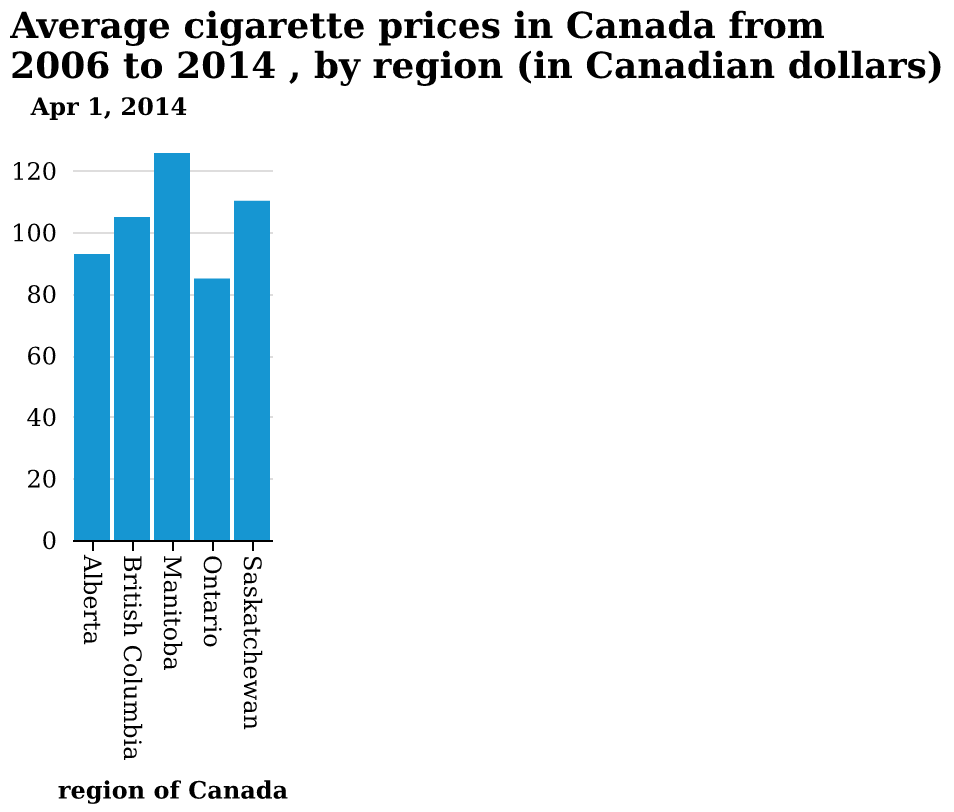 Average cigarette prices in Canada from
2006 to 2014 , by region (in Canadian dollars)
Apr 1, 2014
120
100
80
60
40
20
0
Alberta
British Columbia
Manitoba
Ontario
Saskatchewan
region of Canada